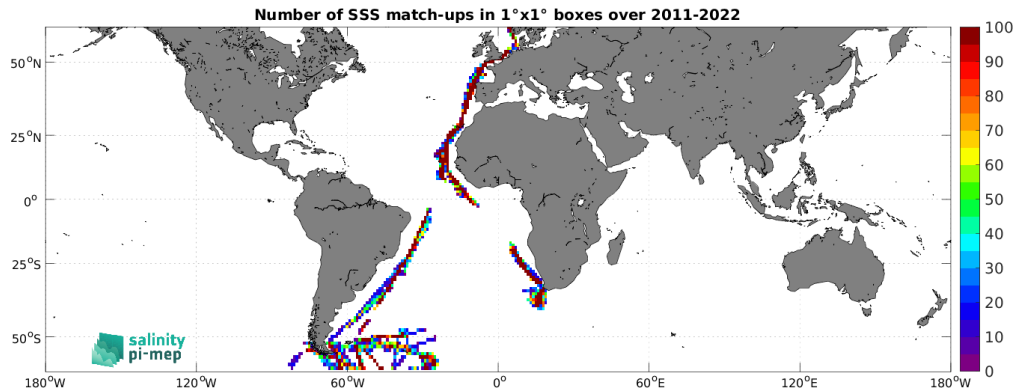 Number of SSS match-ups in 1°x1° boxes over 2011-2022
50°N
25°N
0°
25°S
50°S
180°W
120°W
60°W
0°
60°E
120°E
180°W
100
90
80
70
60
50
40
30
20
10
0
salinity
pi-mep